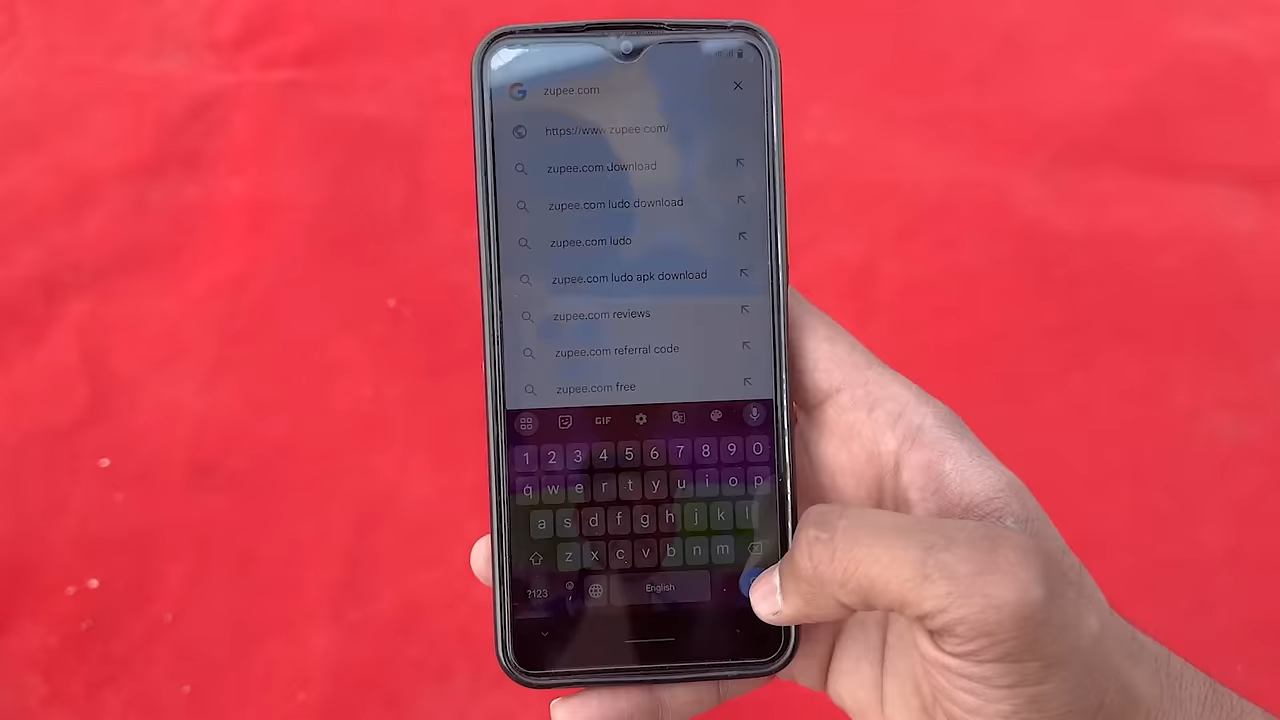 zupee.com
https://www.zupee.com/
zupee.com download
zupee.com ludo download
zupee.com ludo
zupee.com ludo apk download
zupee.com reviews
zupee.com referral code
zupee.com free
GIF
1 2 3 4 5 6 7 8 9 0
q w e r t y u i o p
a s d f g h j k l
z x c v b n m
?123 , English .